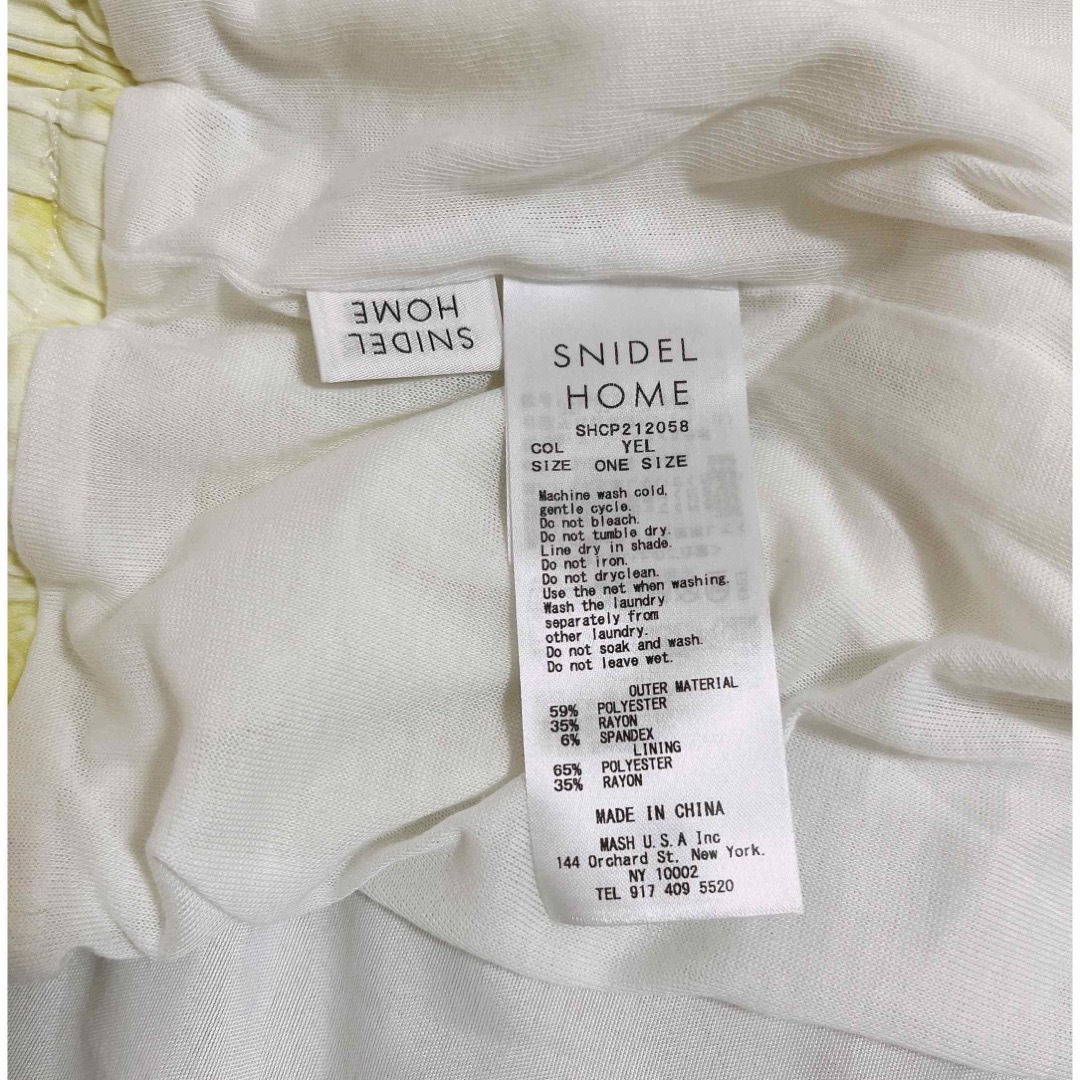 SNIDEL
HOME
SNIDEL
HOME
SHCP212058
COL YEL
SIZE ONE SIZE
Machine wash cold,
gentle cycle.
Do not bleach.
Do not tumble dry.
Line dry in shade.
Do not iron.
Do not dryclean.
Use the net when washing.
Wash the laundry
separately from
other laundry.
Do not soak and wash.
Do not leave wet.
OUTER MATERIAL
59% POLYESTER
35% RAYON
6% SPANDEX
LINING
65% POLYESTER
35% RAYON
MADE IN CHINA
MASH U.S.A Inc
144 Orchard St. New York.
NY 10002
TEL 917 409 5520